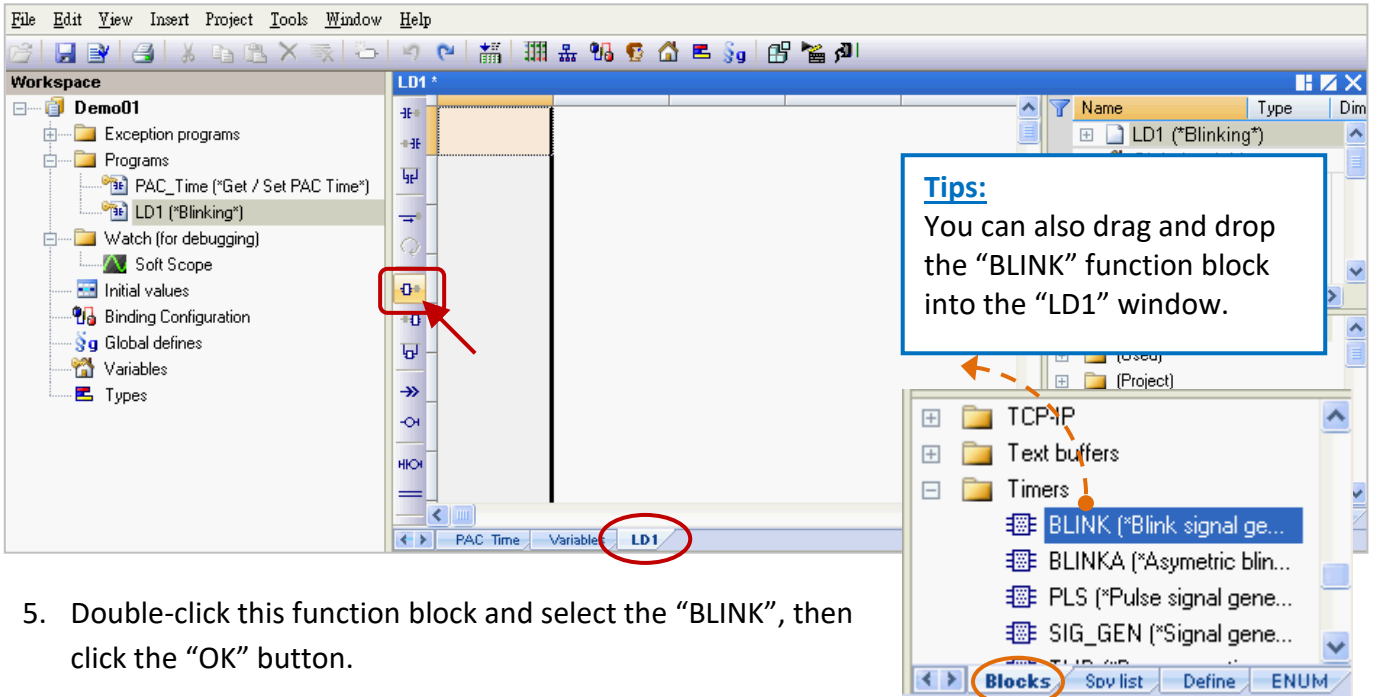 File Edit View Insert Project Tools Window Help
Workspace
Demo01
Exception programs
Programs
PAC_Time (*Get / Set PAC Time*)
LD1 (*Blinking*)
Watch (for debugging)
Soft Scope
Initial values
Binding Configuration
Global defines
Variables
Types
LD1 *
PAC Time Variables LD1
Name Type Dim
LD1 (*Blinking*)
Tips:
You can also drag and drop
the “BLINK” function block
into the “LD1” window.
(Used)
(Project)
TCP-IP
Text buffers
Timers
BLINK (*Blink signal ge...
BLINKA (*Asymetric blin...
PLS (*Pulse signal gene...
SIG_GEN (*Signal gene...
Blocks Spy list Define ENUM
5. Double-click this function block and select the “BLINK”, then
click the “OK” button.